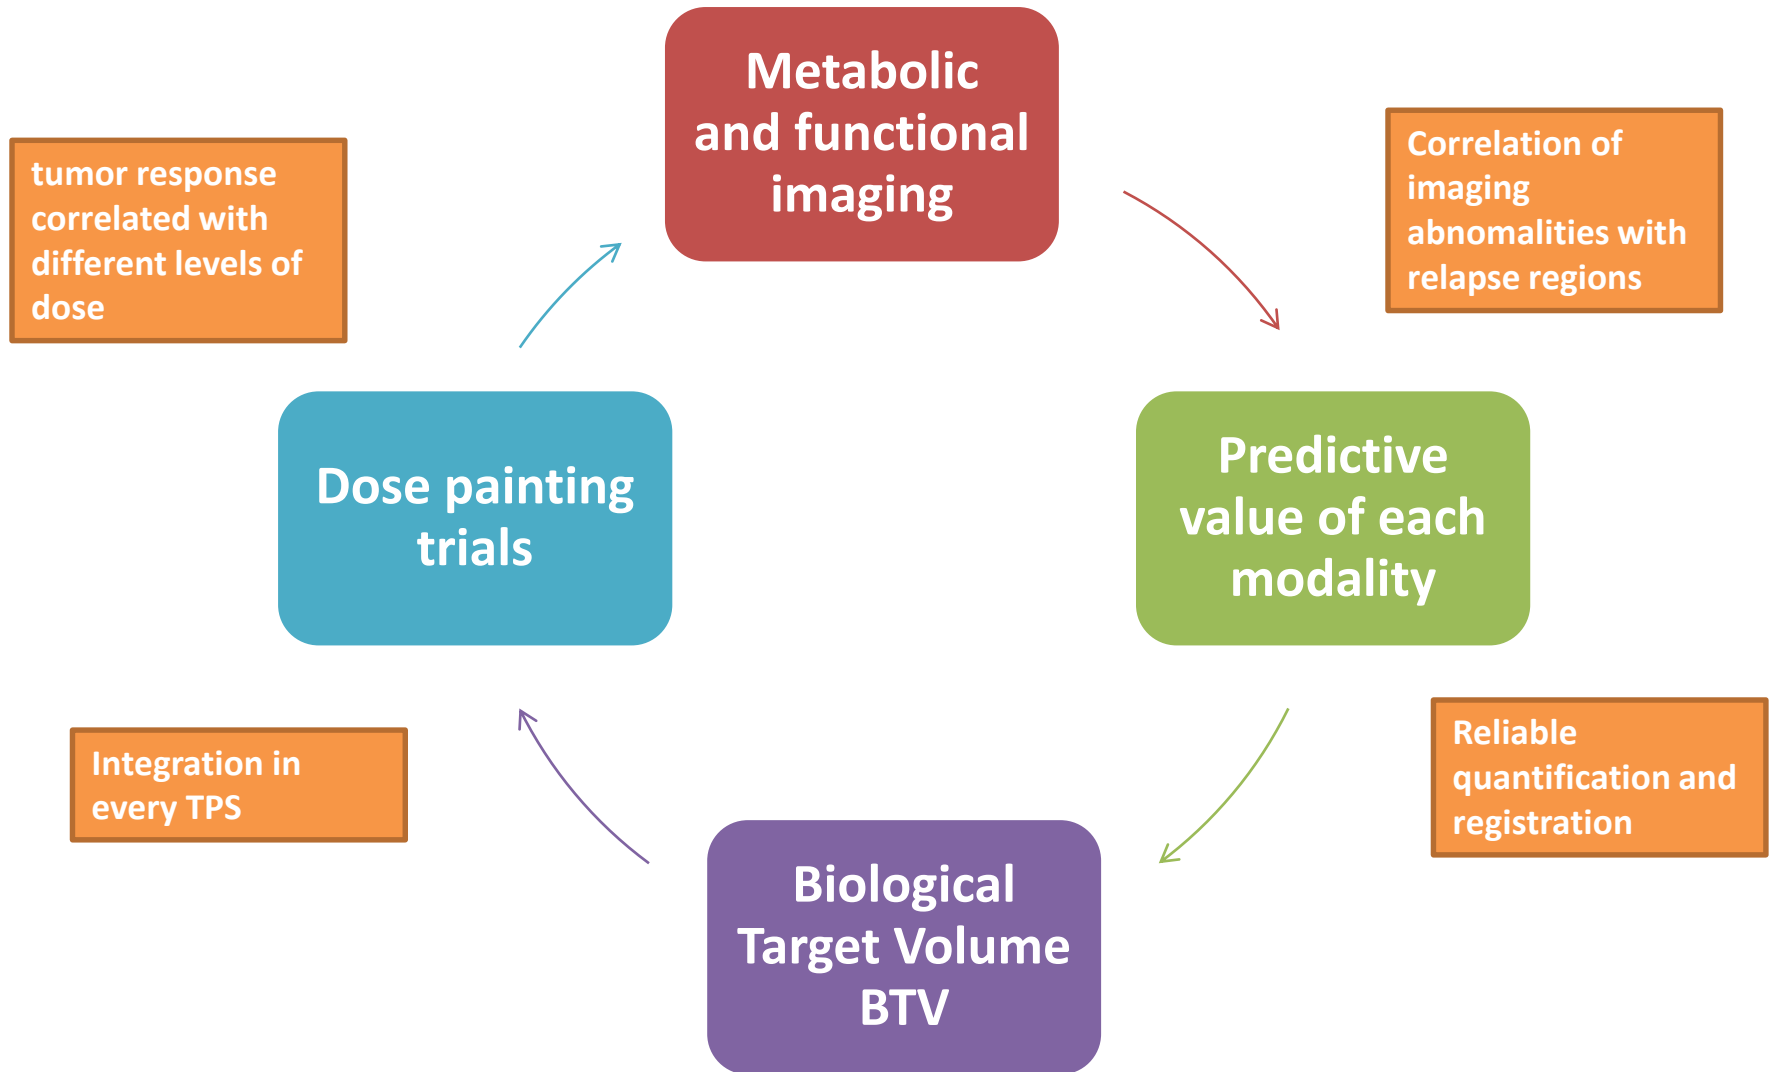 Metabolic
and functional
imaging
tumor response
correlated with
different levels of
dose
Correlation of
imaging
abnomalities with
relapse regions
Dose painting
trials
Predictive
value of each
modality
Integration in
every TPS
Reliable
quantification and
registration
Biological
Target Volume
BTV